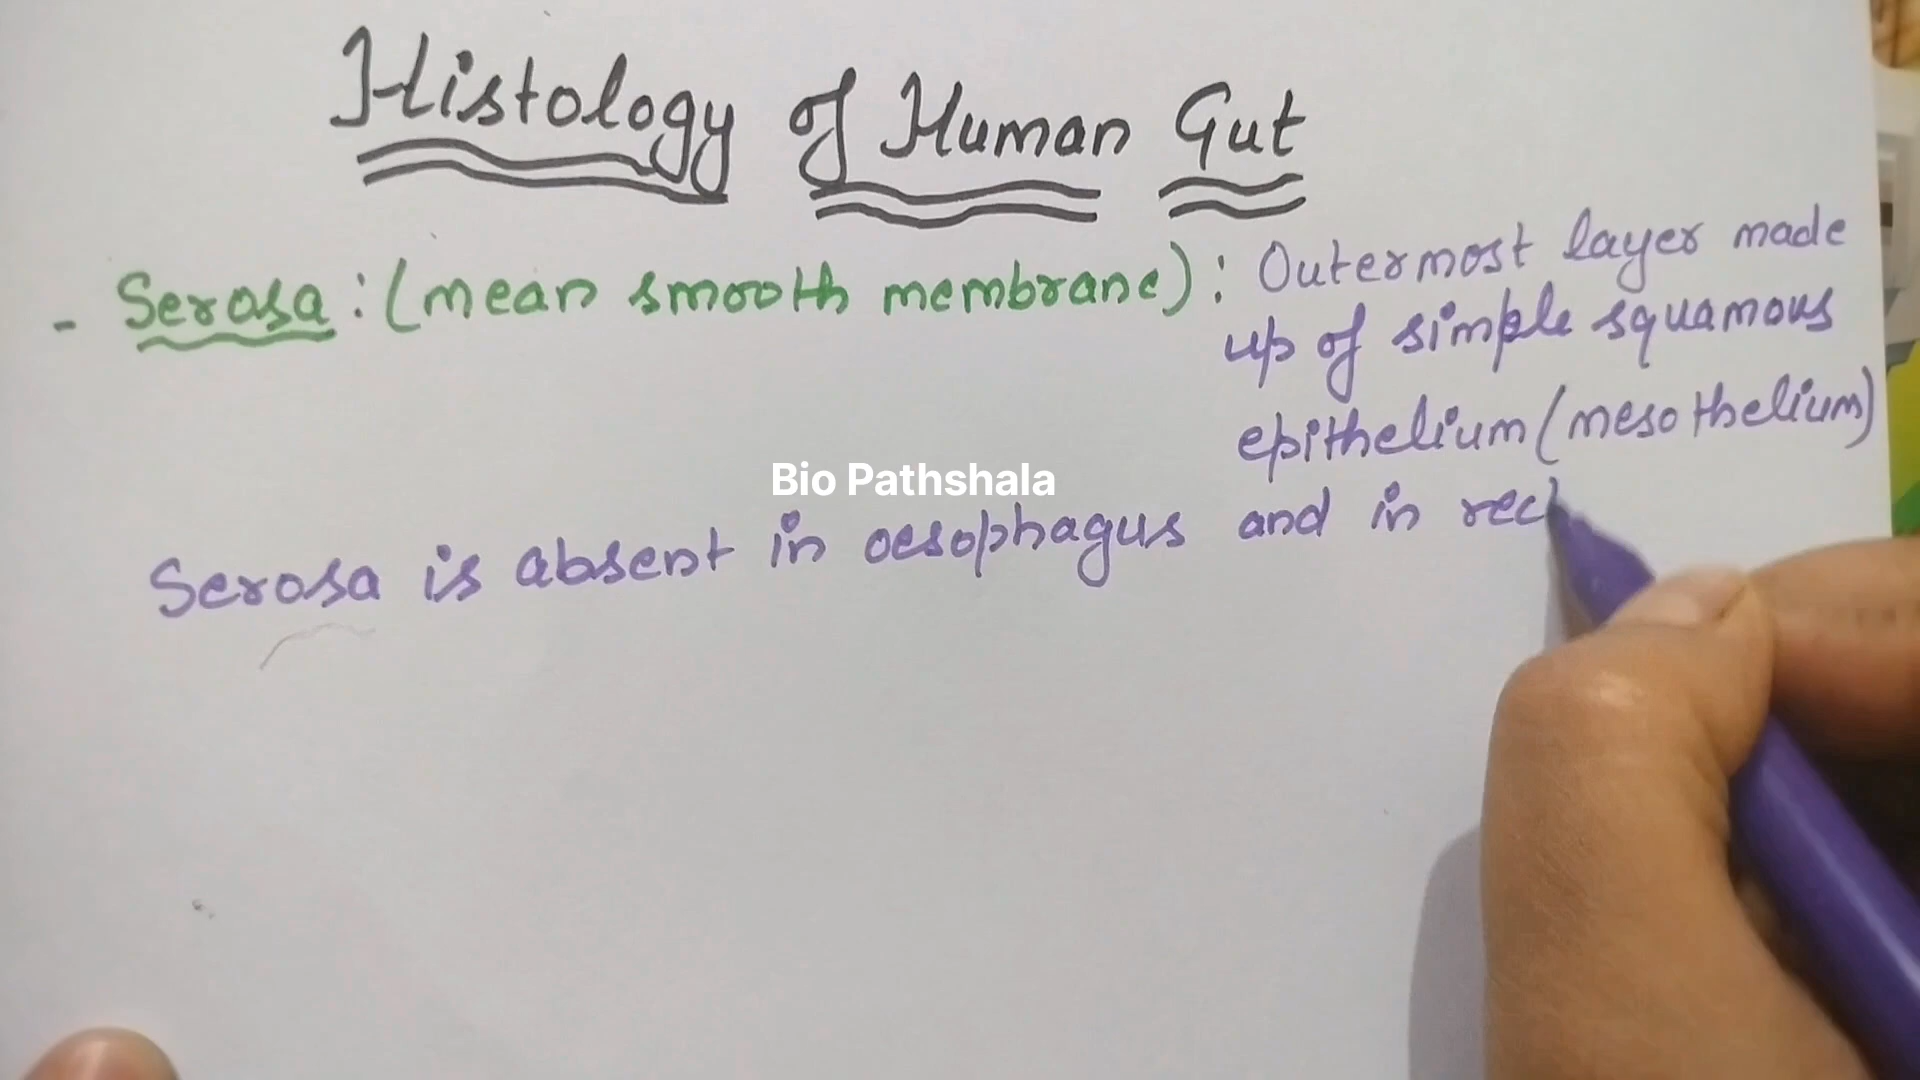 Histology of Human Gut
- Serosa : (mean smooth membrane) : Outermost layer made
up of simple squamous
epithelium (mesothelium)
Bio Pathshala
Serosa is absent in oesophagus and in rect